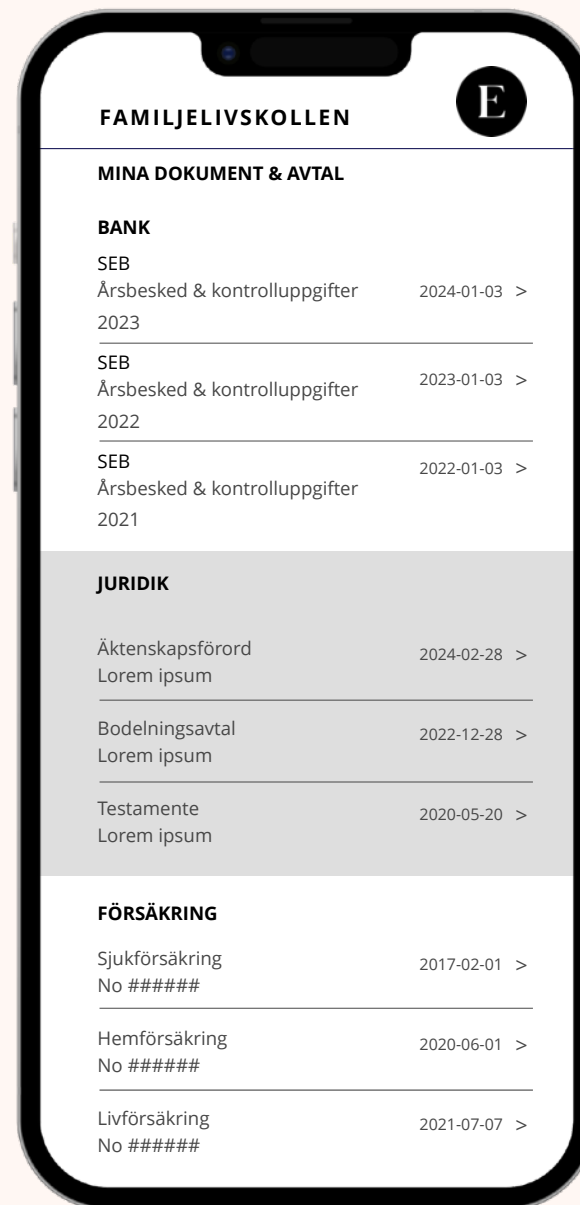 FAMILJELIVSKOLLEN
E
MINA DOKUMENT & AVTAL
BANK
SEB
Årsbesked & kontrolluppgifter 2024-01-03 >
2023
SEB
Årsbesked & kontrolluppgifter 2023-01-03 >
2022
SEB
Årsbesked & kontrolluppgifter 2022-01-03 >
2021
JURIDIK
Äktenskapsförord 2024-02-28 >
Lorem ipsum
Bodelningsavtal 2022-12-28 >
Lorem ipsum
Testamente 2020-05-20 >
Lorem ipsum
FÖRSÄKRING
Sjukförsäkring 2017-02-01 >
No ######
Hemförsäkring 2020-06-01 >
No ######
Livförsäkring 2021-07-07 >
No ######